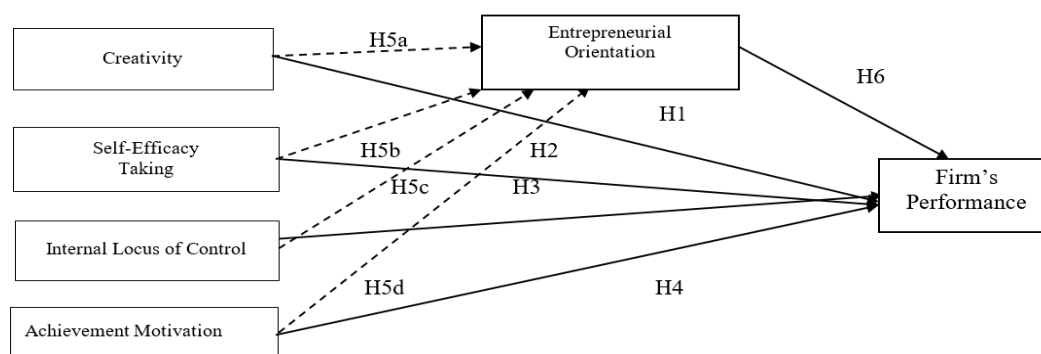 Creativity
H5a
Entrepreneurial
Orientation
H6
H1
Self-Efficacy
Taking
H5b
H2
H5c
H3
Firm's
Performance
Internal Locus of Control
H5d
H4
Achievement Motivation